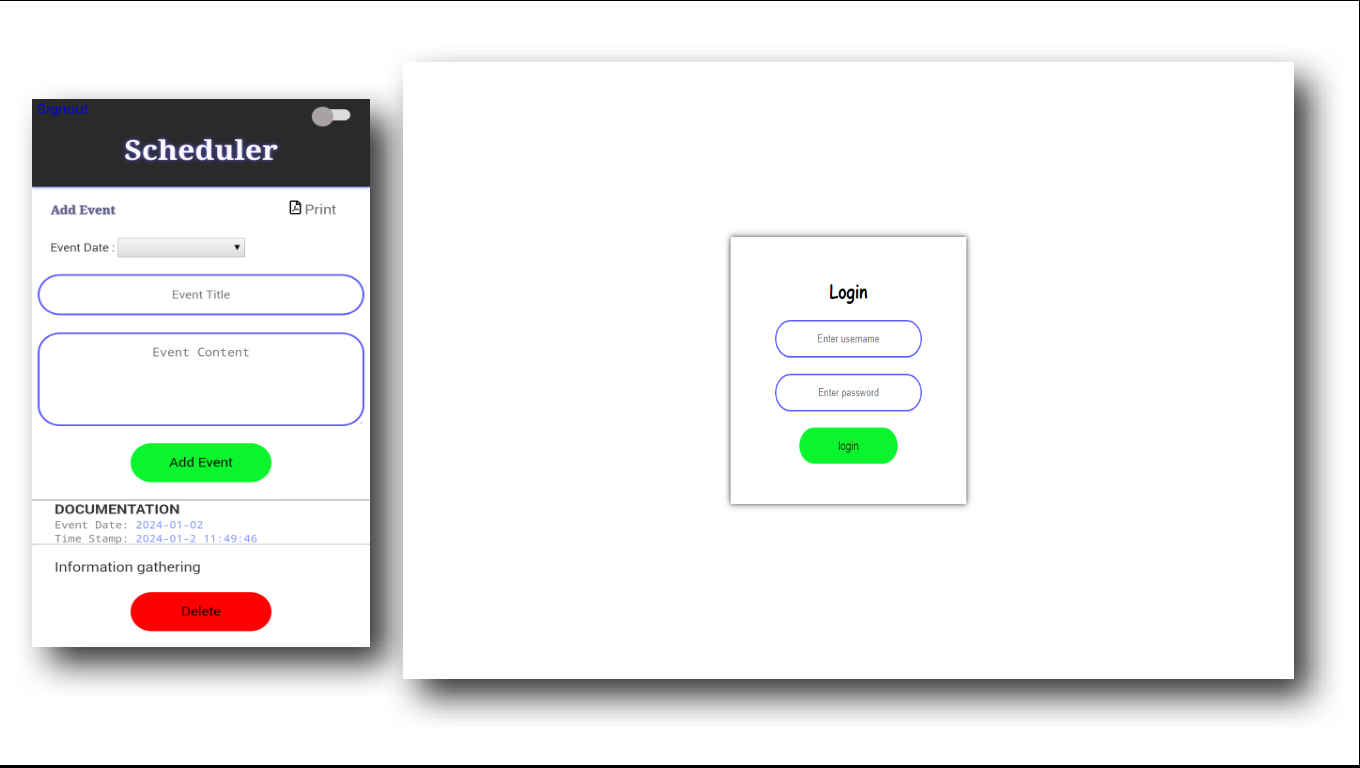 Signout
Scheduler
Add Event
Print
Event Date :
Event Title
Event Content
Add Event
DOCUMENTATION
Event Date: 2024-01-02
Time Stamp: 2024-01-2 11:49:46
Information gathering
Delete
Login
Enter username
Enter password
login